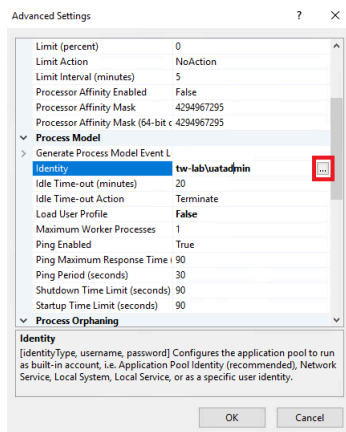 Advanced Settings ? ×
Limit (percent) 0
Limit Action NoAction
Limit Interval (minutes) 5
Processor Affinity Enabled False
Processor Affinity Mask 4294967295
Processor Affinity Mask (64-bit c 4294967295
Process Model
Generate Process Model Event L
Identity tw-lab\uatadmin ...
Idle Time-out (minutes) 20
Idle Time-out Action Terminate
Load User Profile False
Maximum Worker Processes 1
Ping Enabled True
Ping Maximum Response Time ( 90
Ping Period (seconds) 30
Shutdown Time Limit (seconds) 90
Startup Time Limit (seconds) 90
Process Orphaning
Identity
[identityType, username, password] Configures the application pool to run
as built-in account, i.e. Application Pool Identity (recommended), Network
Service, Local System, Local Service, or as a specific user identity.
OK Cancel